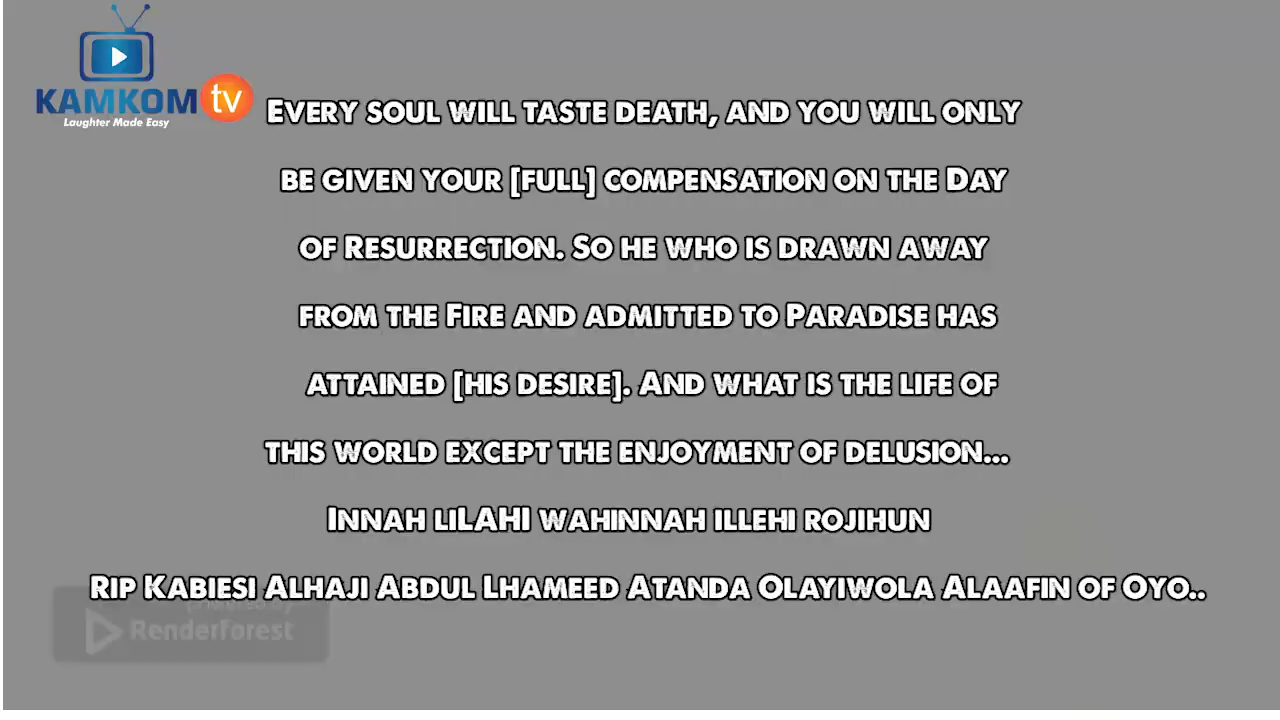 KAMKOM tv
Laughter Made Easy
Every soul will taste death, and you will only
be given your [full] compensation on the Day
of Resurrection. So he who is drawn away
from the Fire and admitted to Paradise has
attained [his desire]. And what is the life of
this world except the enjoyment of delusion...
Innah liLAHI wahinnah illehi rojihun
Rip Kabiesi Alhaji Abdul Lhameed Atanda Olayiwola Alaafin of Oyo..
Powered by
Renderforest